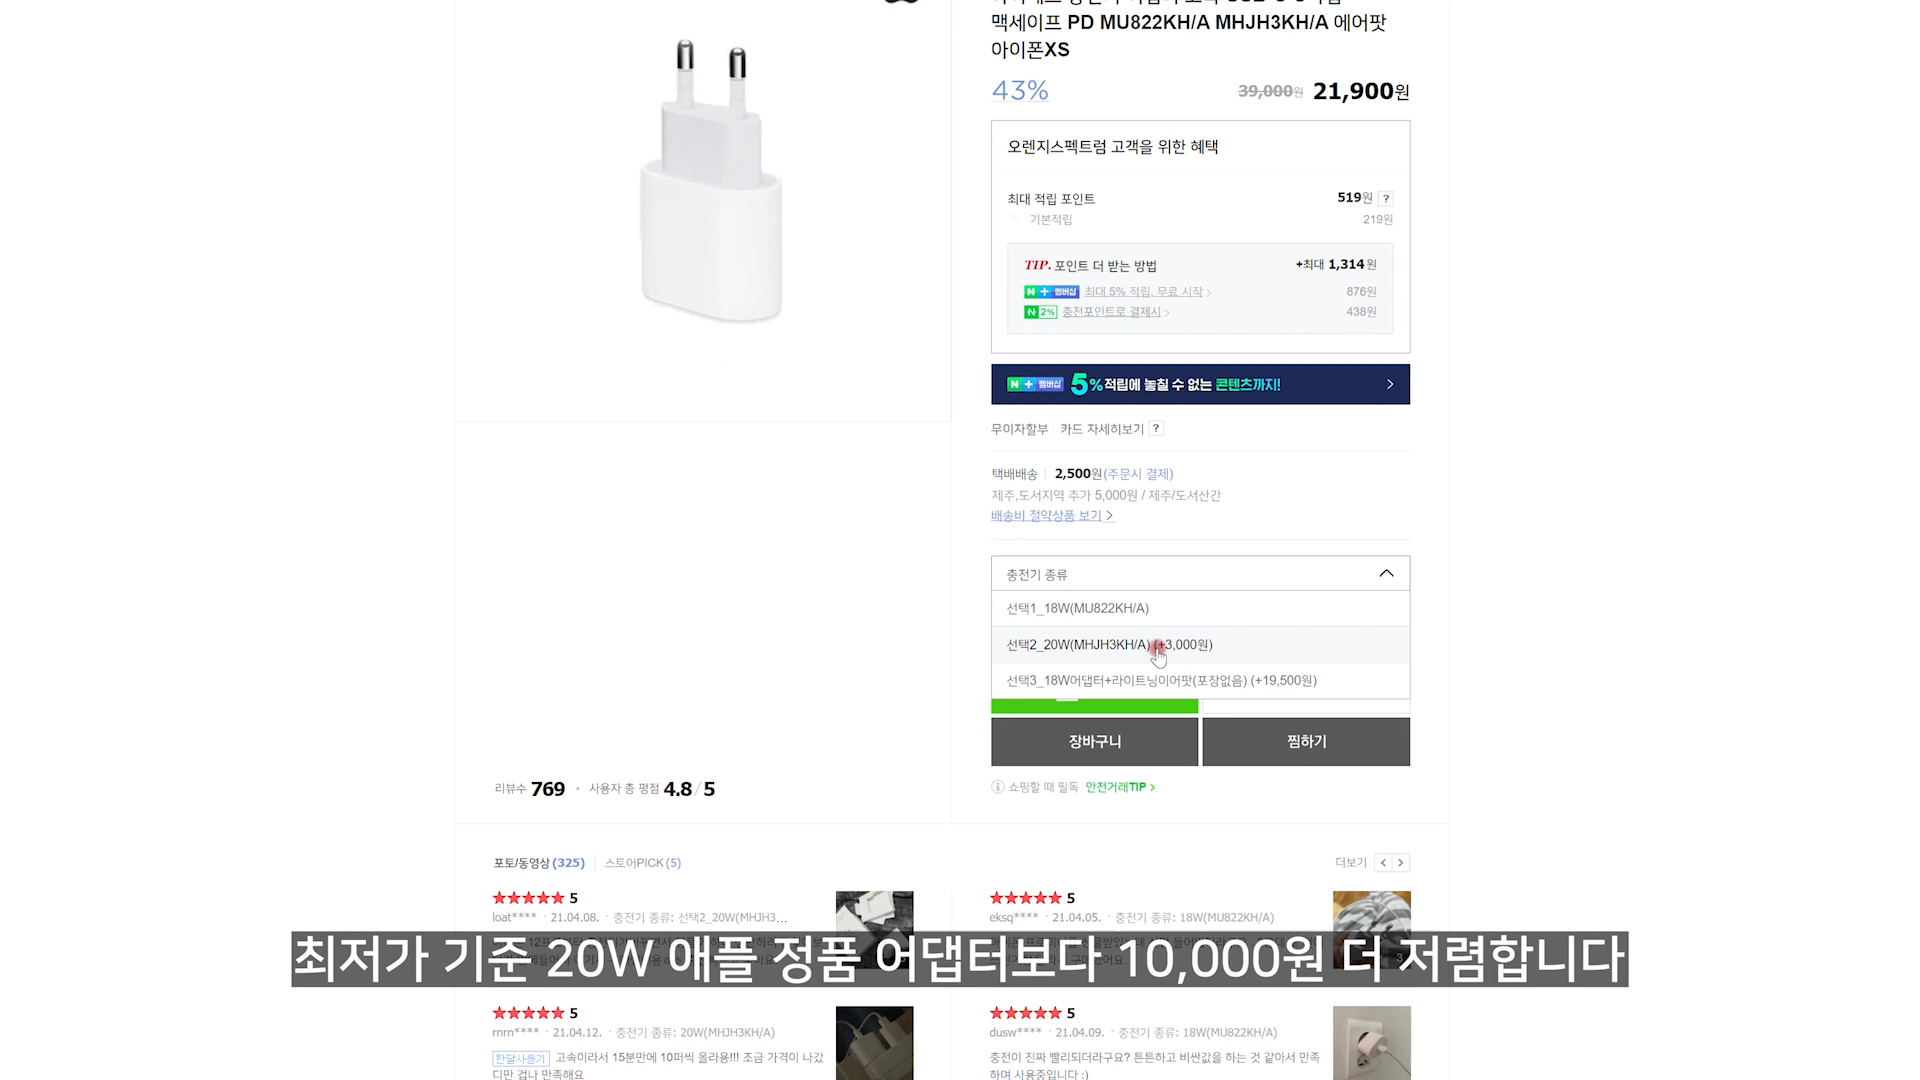 맥세이프 PD MU822KH/A MHJH3KH/A 에어팟
아이폰XS
43%
39,000원 21,900원
오렌지스펙트럼 고객을 위한 혜택
최대 적립 포인트 519원 ?
기본적립 219원
TIP. 포인트 더 받는 방법 +최대 1,314원
N + 멤버십 최대 5% 적립, 무료 시작 > 876원
N 2% 충전포인트로 결제시 > 438원
N + 멤버십 5%적립에 놓칠 수 없는 콘텐츠까지! >
무이자할부 카드 자세히보기 ?
택배배송 2,500원(주문시 결제)
제주,도서지역 추가 5,000원 / 제주/도서산간
배송비 절약상품 보기 >
충전기 종류
선택1_18W(MU822KH/A)
선택2_20W(MHJH3KH/A) (+3,000원)
선택3_18W어댑터+라이트닝이어팟(포장없음) (+19,500원)
장바구니 찜하기
쇼핑할 때 필독 안전거래TIP >
리뷰수 769 · 사용자 총 평점 4.8 / 5
포토/동영상 (325) 스토어PICK (5)
더보기 < >
★★★★★ 5
loat**** · 21.04.08. · 충전기 종류: 선택2_20W(MHJH3...
★★★★★ 5
eksq**** · 21.04.05. · 충전기 종류: 18W(MU822KH/A)
최저가 기준 20W 애플 정품 어댑터보다 10,000원 더 저렴합니다
★★★★★ 5
rnrn**** · 21.04.12. · 충전기 종류: 20W(MHJH3KH/A)
한달사용기 고속이라서 15분만에 10퍼씩 올라용!!! 조금 가격이 나갔
디만 겁나 만족해요
★★★★★ 5
dusw**** · 21.04.09. · 충전기 종류: 18W(MU822KH/A)
충전이 진짜 빨리되더라구요? 튼튼하고 비싼값을 하는 것 같아서 만족
하며 사용중입니다 :)